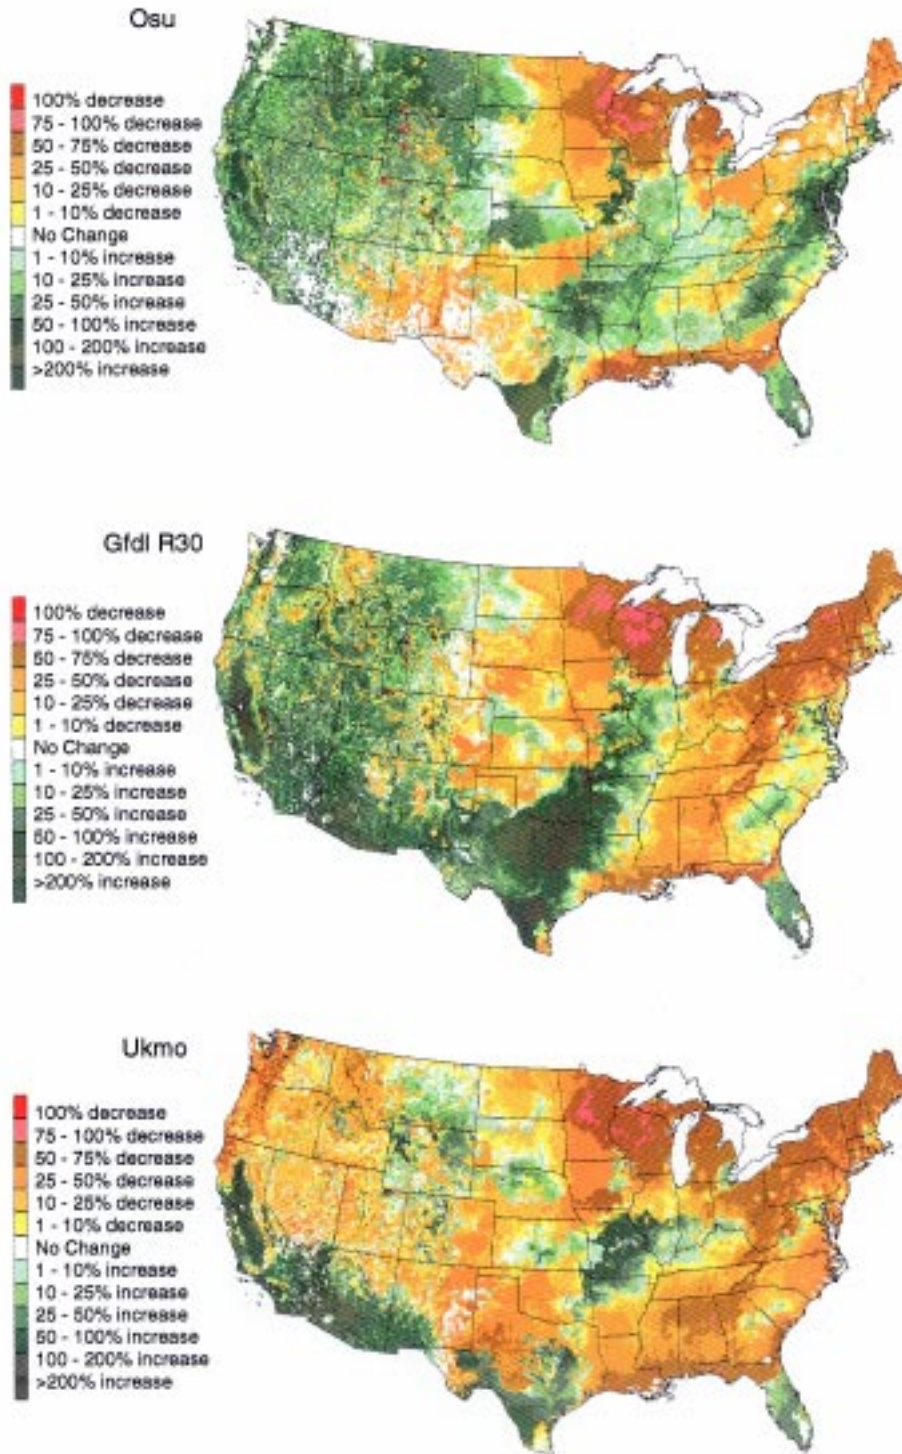 Osu
100% decrease
75 - 100% decrease
50 - 75% decrease
25 - 50% decrease
10 - 25% decrease
1 - 10% decrease
No Change
1 - 10% increase
10 - 25% increase
25 - 50% increase
50 - 100% increase
100 - 200% increase
>200% increase
Gfdl R30
100% decrease
75 - 100% decrease
50 - 75% decrease
25 - 50% decrease
10 - 25% decrease
1 - 10% decrease
No Change
1 - 10% increase
10 - 25% increase
25 - 50% increase
50 - 100% increase
100 - 200% increase
>200% increase
Ukmo
100% decrease
75 - 100% decrease
50 - 75% decrease
25 - 50% decrease
10 - 25% decrease
1 - 10% decrease
No Change
1 - 10% increase
10 - 25% increase
25 - 50% increase
50 - 100% increase
100 - 200% increase
>200% increase